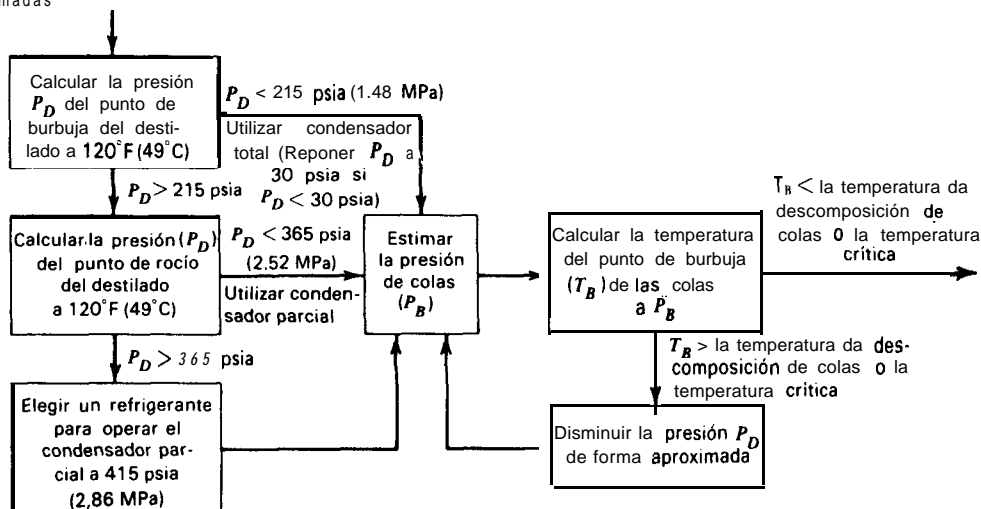 Calcular la presión
P_D del punto de
burbuja del desti-
lado a 120°F (49°C)
P_D < 215 psia (1.48 MPa)
Utilizar condensador
total (Reponer P_D a
30 psia si
P_D < 30 psia)
P_D > 215 psia
Calcular la presión (P_D)
del punto de rocío
del destilado
a 120°F (49°C)
P_D < 365 psia
(2.52 MPa)
Utilizar conden-
sador parcial
P_D > 365 psia
Elegir un refrigerante
para operar el
condensador par-
cial a 415 psia
(2,86 MPa)
Estimar
la presión
de colas
(P_B)
Calcular la temperatura
del punto de burbuja
(T_B) de las colas
a P_B
T_B < la temperatura da
descomposición de
colas o la temperatura
crítica
T_B > la temperatura da des-
composición de colas o la
temperatura crítica
Disminuir la presión P_D
de forma aproximada